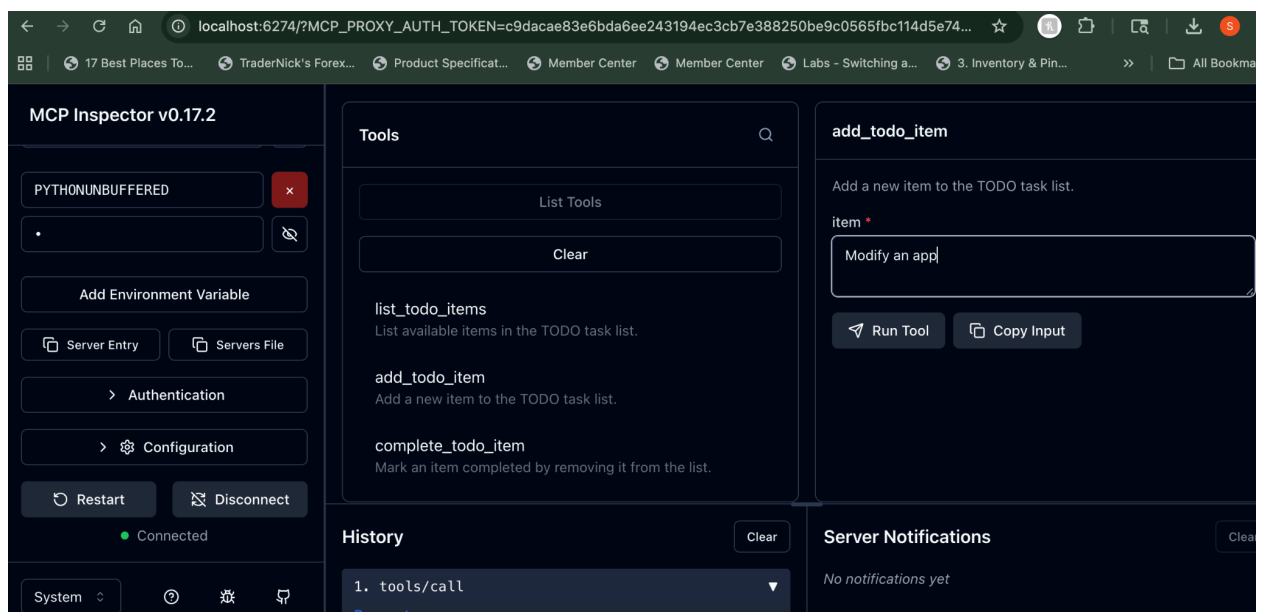 localhost:6274/?MCP_PROXY_AUTH_TOKEN=c9dacae83e6bda6ee243194ec3cb7e388250be9c0565fbc114d5e74... S
17 Best Places To... TraderNick's Forex... Product Specificat... Member Center Member Center Labs - Switching a... 3. Inventory & Pin... » All Bookma
MCP Inspector v0.17.2
PYTHONUNBUFFERED
Add Environment Variable
Server Entry Servers File
Authentication
Configuration
Restart Disconnect
Connected
System
Tools
List Tools
Clear
list_todo_items
List available items in the TODO task list.
add_todo_item
Add a new item to the TODO task list.
complete_todo_item
Mark an item completed by removing it from the list.
add_todo_item
Add a new item to the TODO task list.
item *
Modify an app
Run Tool Copy Input
History Clear
1. tools/call
Server Notifications Clea
No notifications yet